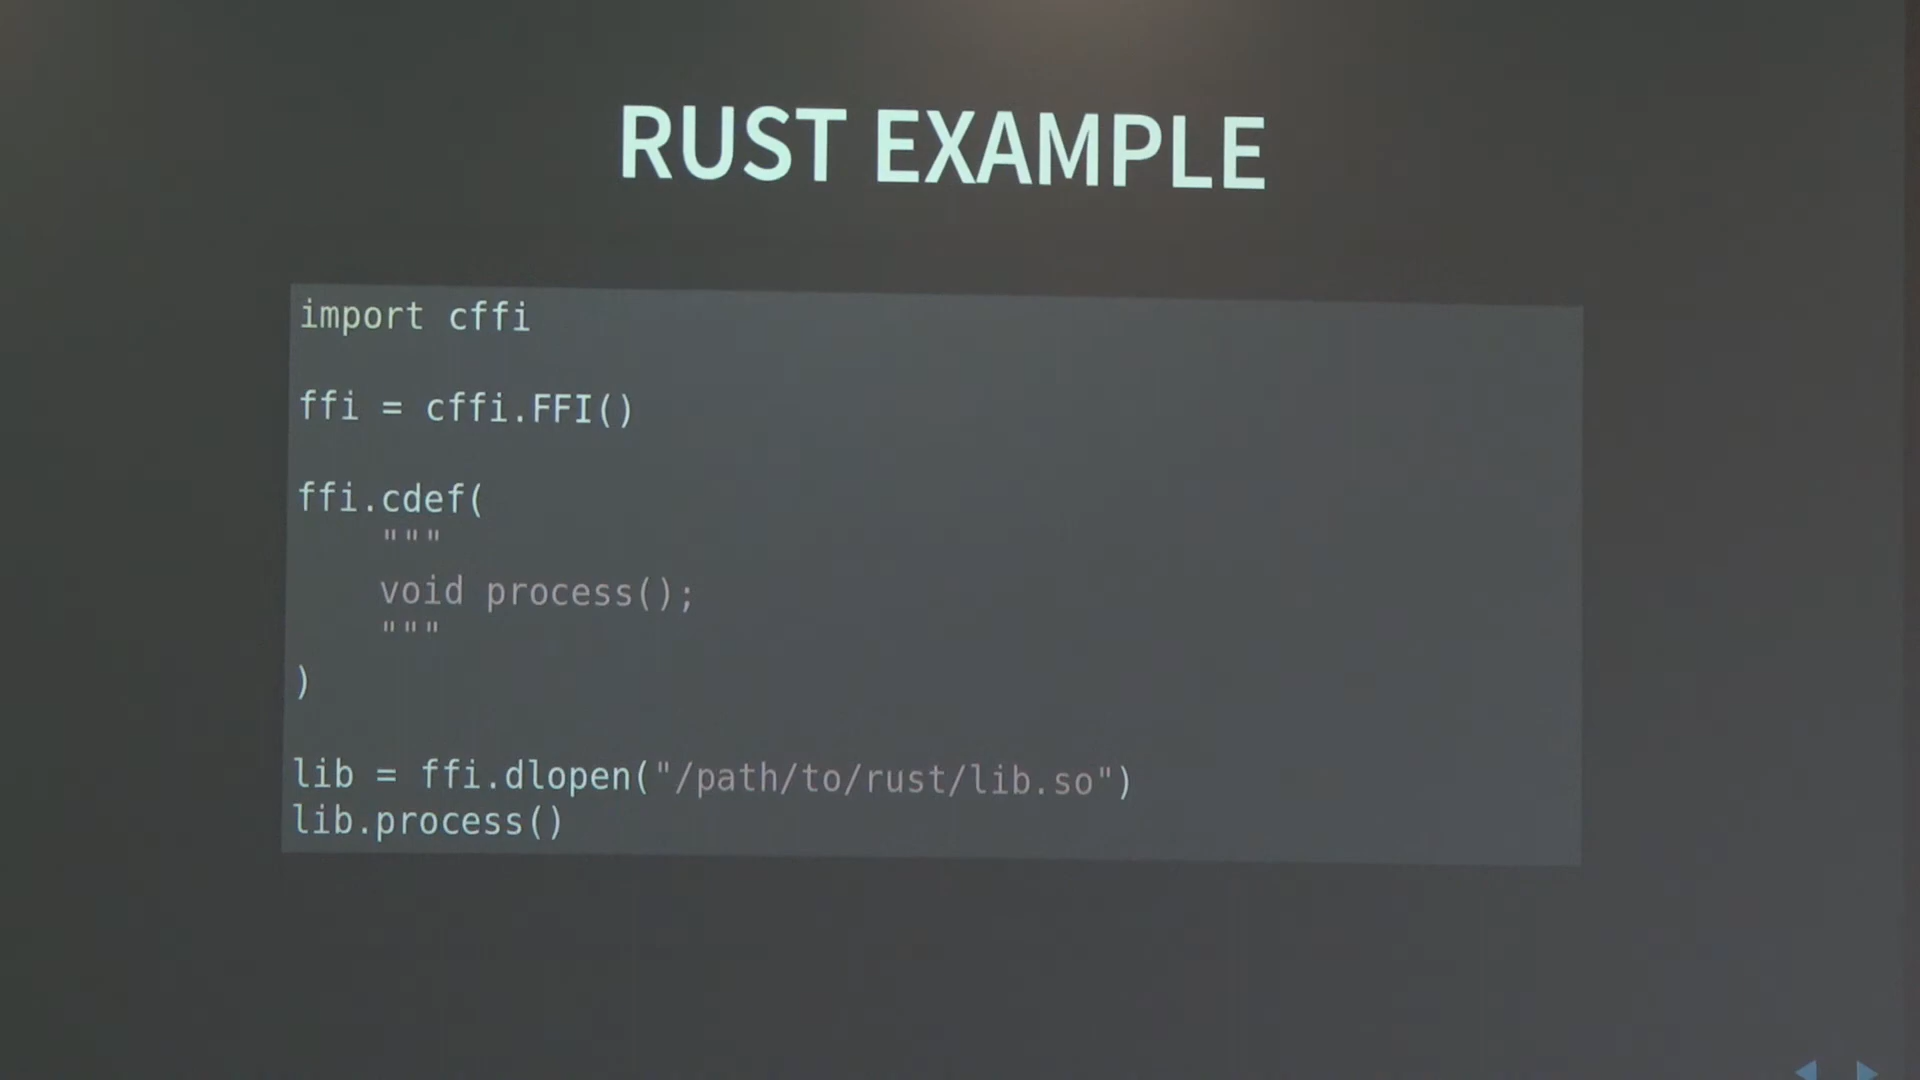 RUST EXAMPLE
import cffi
ffi = cffi.FFI()
ffi.cdef(
    """
    void process();
    """
)
lib = ffi.dlopen("/path/to/rust/lib.so")
lib.process()